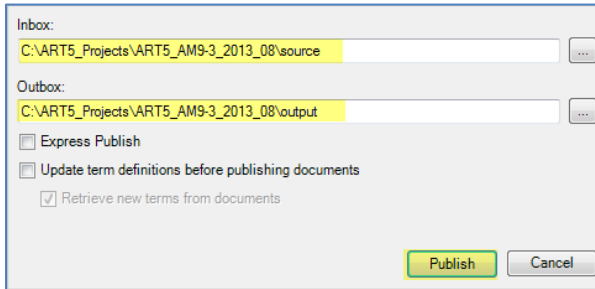 Inbox:
C:\ART5_Projects\ART5_AM9-3_2013_08\source
...
Outbox:
C:\ART5_Projects\ART5_AM9-3_2013_08\output
...
Express Publish
Update term definitions before publishing documents
Retrieve new terms from documents
Publish Cancel